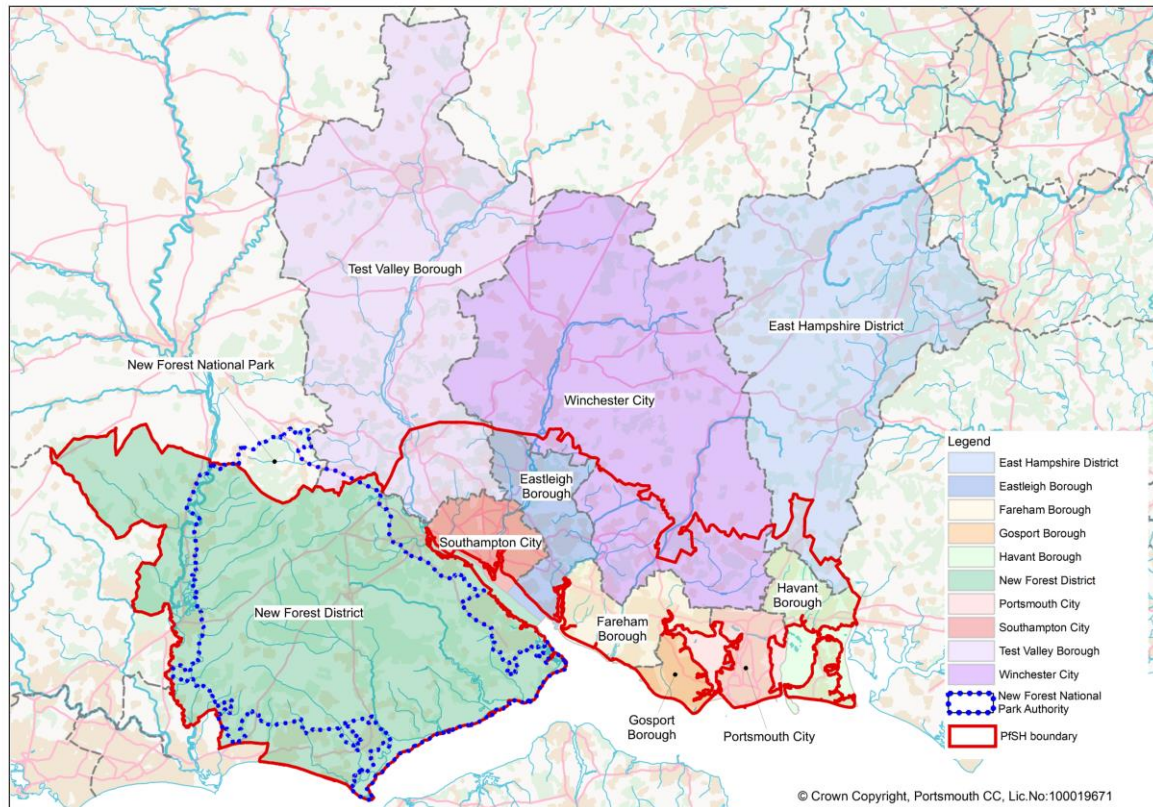 Test Valley Borough
East Hampshire District
New Forest National Park
Winchester City
Eastleigh
Borough
Southampton City
New Forest District
Fareham
Borough
Havant
Borough
Gosport
Borough
Portsmouth City
Legend
East Hampshire District
Eastleigh Borough
Fareham Borough
Gosport Borough
Havant Borough
New Forest District
Portsmouth City
Southampton City
Test Valley Borough
Winchester City
New Forest National
Park Authority
PfSH boundary
© Crown Copyright, Portsmouth CC, Lic.No:100019671